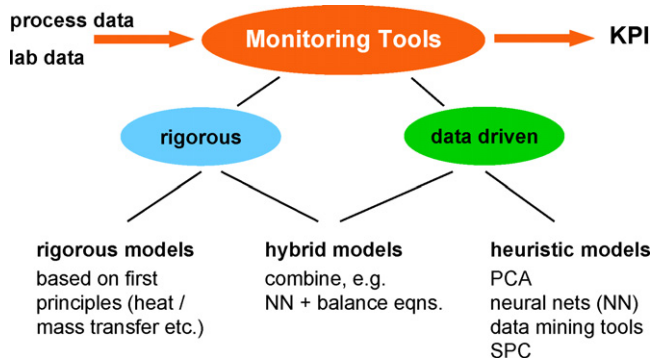 process data
lab data
Monitoring Tools
KPI
rigorous
data driven
rigorous models
based on first
principles (heat /
mass transfer etc.)
hybrid models
combine, e.g.
NN + balance eqns.
heuristic models
PCA
neural nets (NN)
data mining tools
SPC